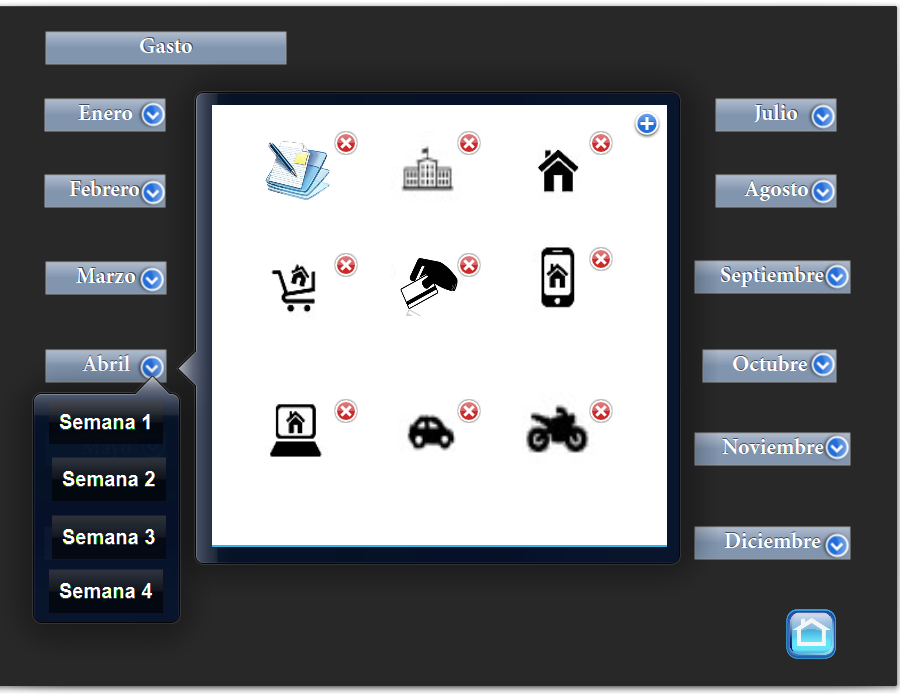 Gasto
Enero
Febrero
Marzo
Abril
Semana 1
Semana 2
Semana 3
Semana 4
Julio
Agosto
Septiembre
Octubre
Noviembre
Diciembre